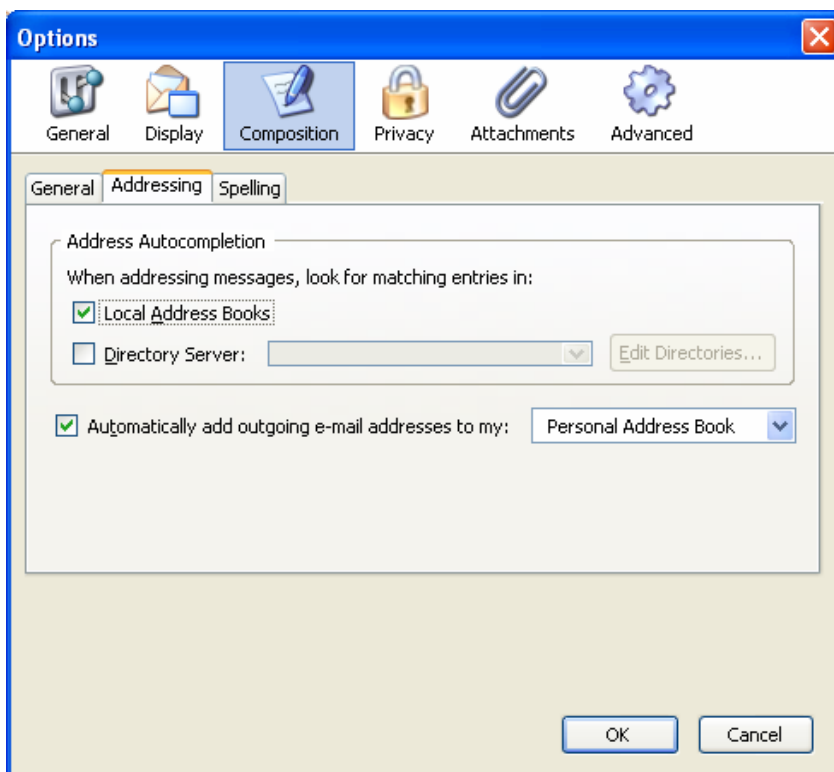 Options
General Display Composition Privacy Attachments Advanced
General Addressing Spelling
Address Autocompletion
When addressing messages, look for matching entries in:
Local Address Books
Directory Server: Edit Directories...
Automatically add outgoing e-mail addresses to my: Personal Address Book
OK Cancel